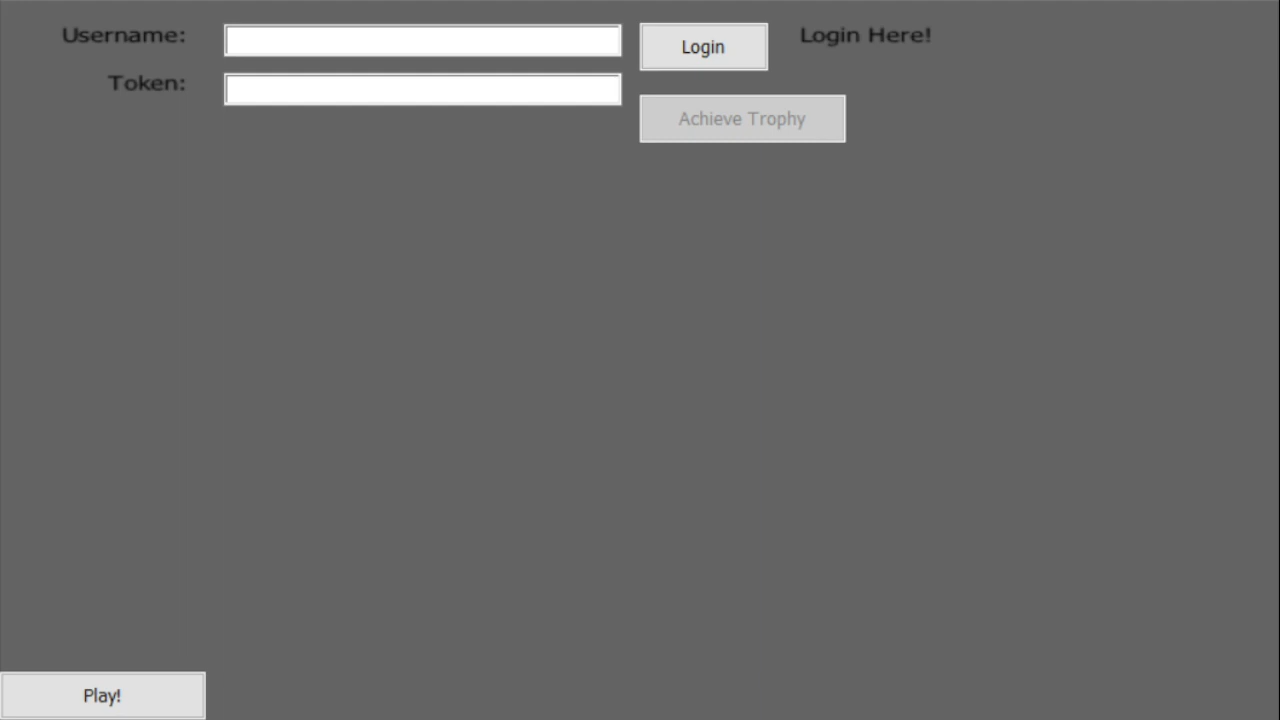 Username:
Login
Login Here!
Token:
Achieve Trophy
Play!